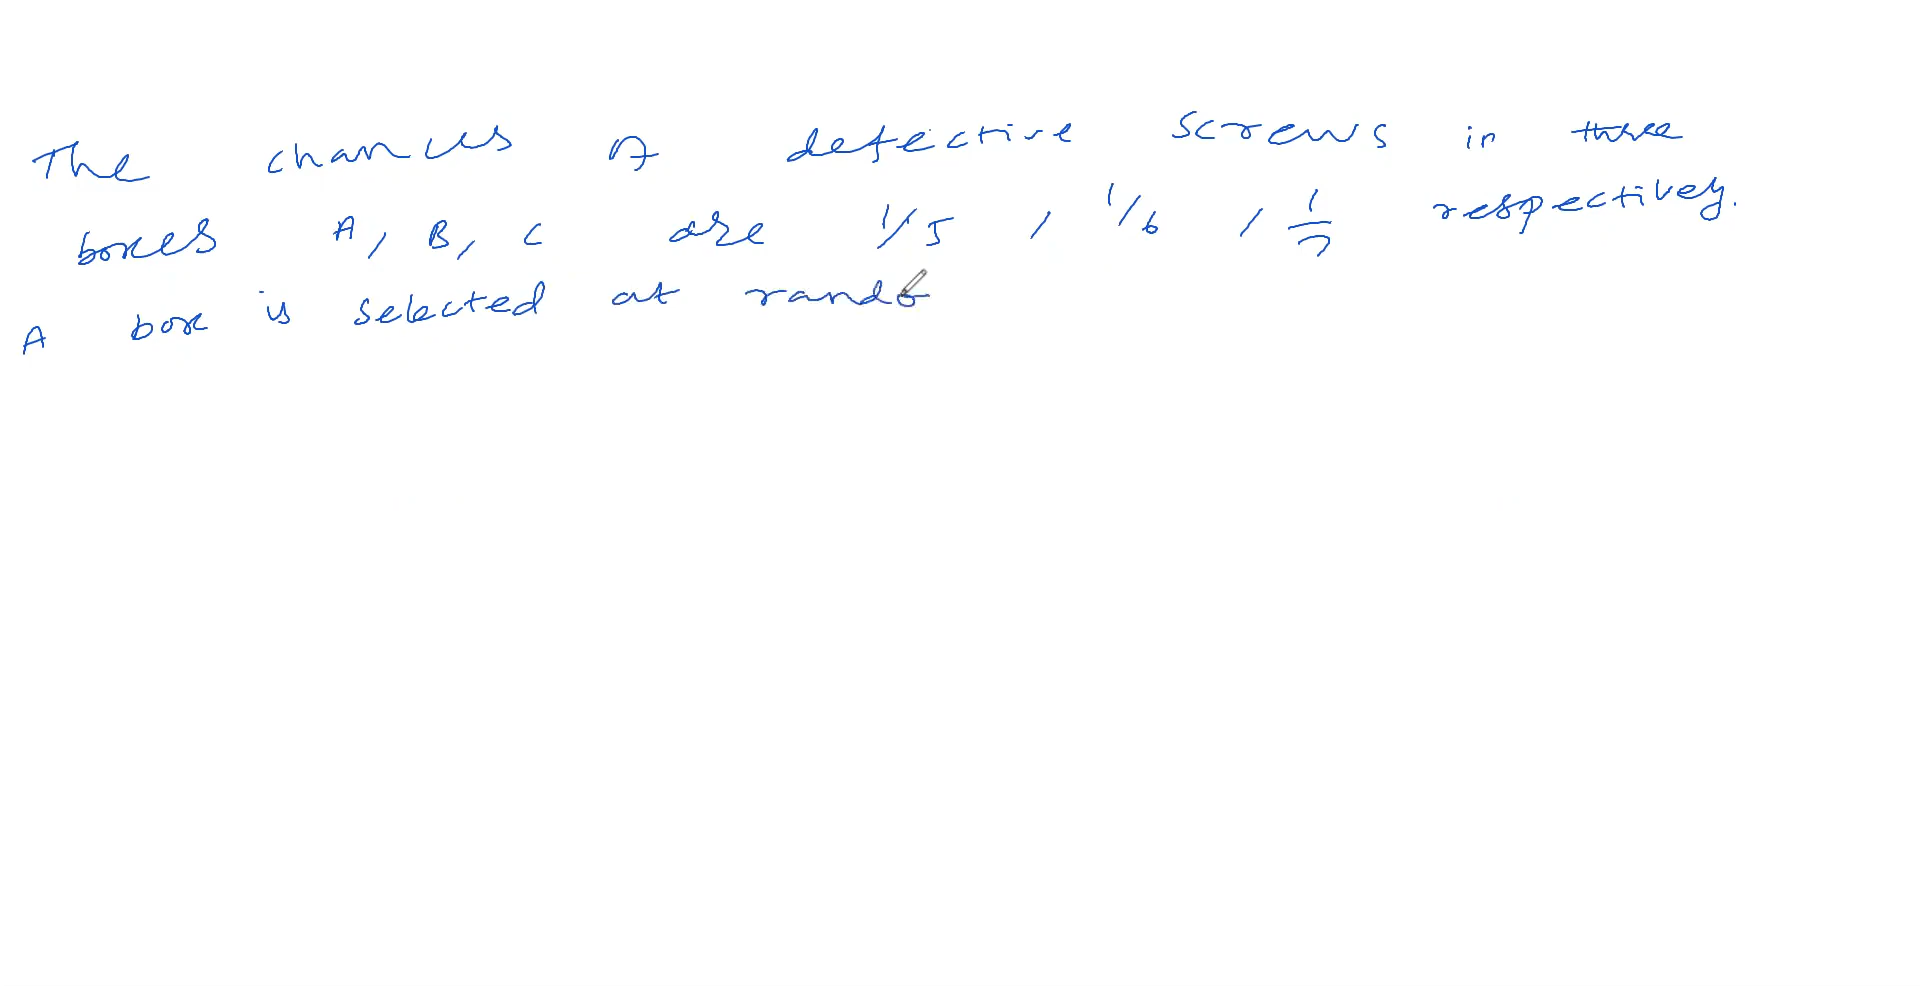 The chances of defective screws in three
boxes A, B, C are 1/5, 1/6, 1/7 respectively.
A box is selected at rando